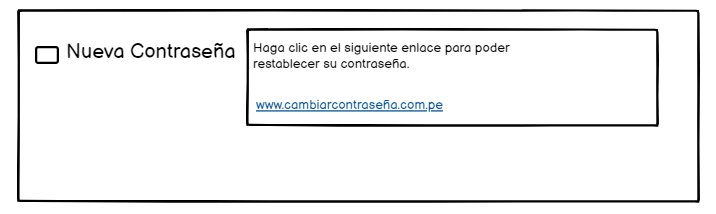 Nueva Contraseña
Haga clic en el siguiente enlace para poder
restablecer su contraseña.
www.cambiarcontraseña.com.pe